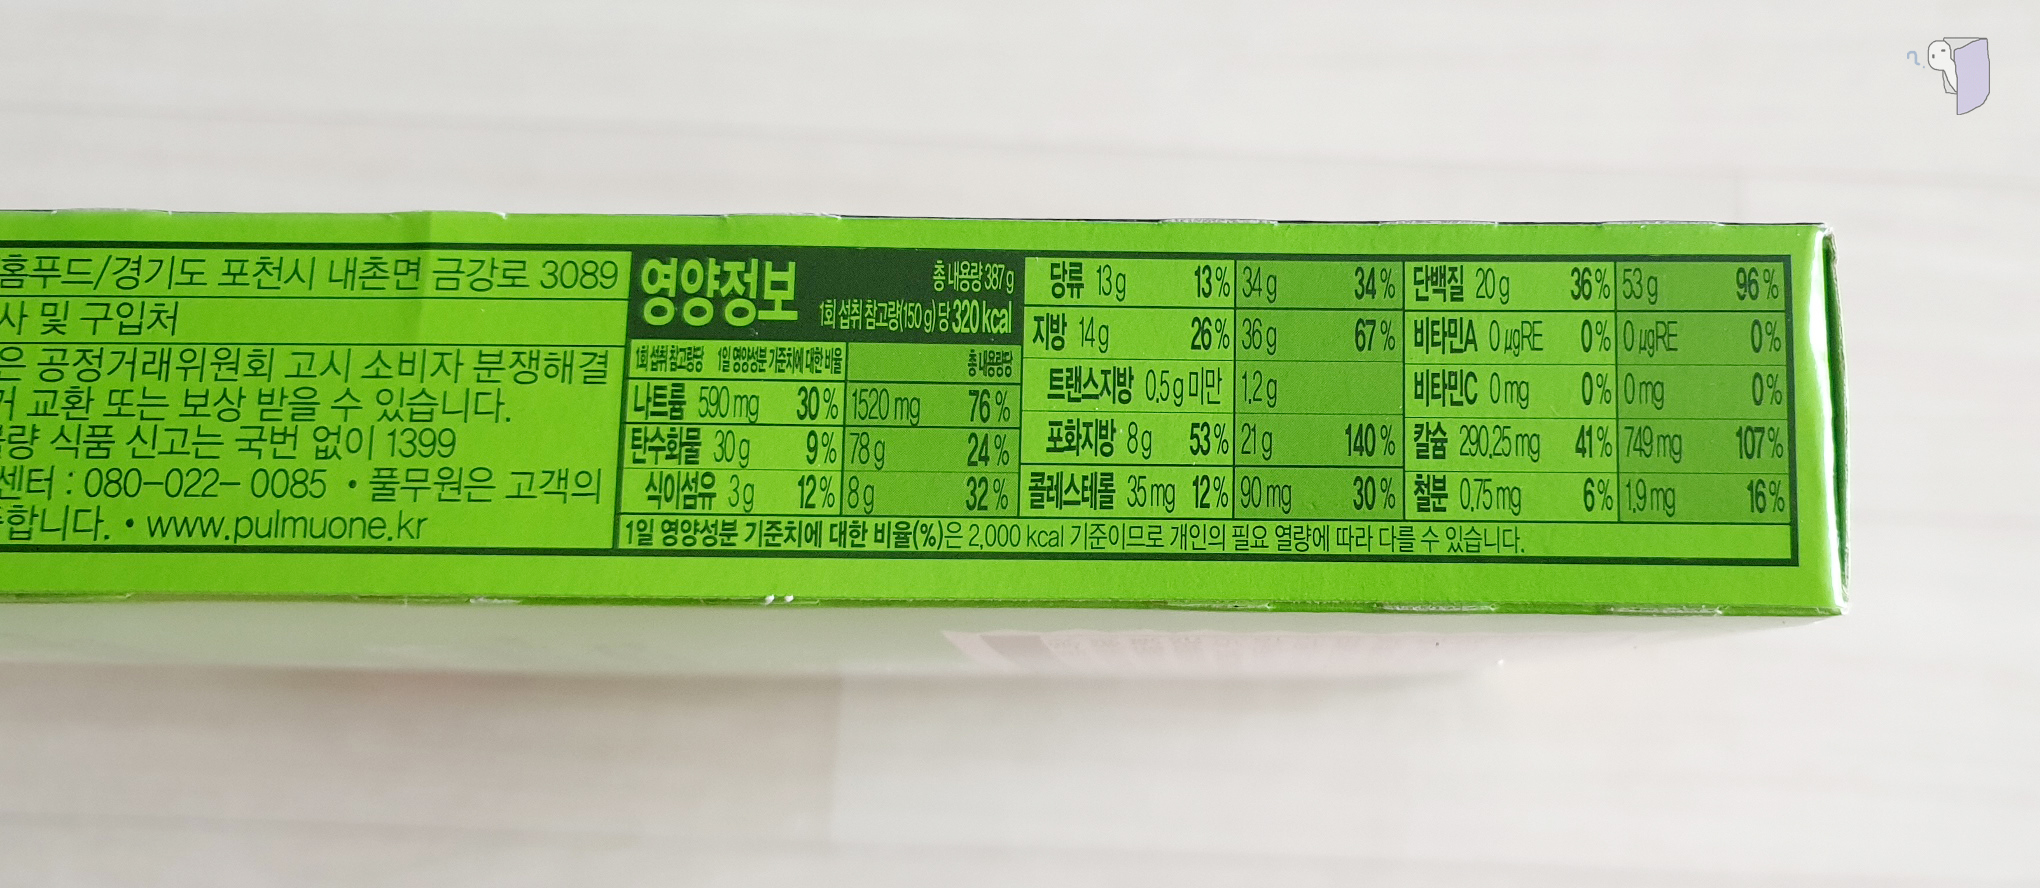 홈푸드/경기도 포천시 내촌면 금강로 3089
사 및 구입처
은 공정거래위원회 고시 소비자 분쟁해결
거 교환 또는 보상 받을 수 있습니다.
량 식품 신고는 국번 없이 1399
센터 : 080-022- 0085 • 풀무원은 고객의
합니다. • www.pulmuone.kr
영양정보
총 내용량 387 g
1회 섭취 참고량(150 g) 당 320 kcal
1회 섭취 참고량당 1일 영양성분 기준치에 대한 비율 총 내용량당
나트륨 590 mg 30 % 1520 mg 76 %
탄수화물 30 g 9 % 78 g 24 %
식이섬유 3 g 12 % 8 g 32 %
당류 13 g 13 % 34 g 34 %
지방 14 g 26 % 36 g 67 %
트랜스지방 0.5 g 미만 1.2 g
포화지방 8 g 53 % 21 g 140 %
콜레스테롤 35 mg 12 % 90 mg 30 %
단백질 20 g 36 % 53 g 96 %
비타민A 0 µgRE 0 % 0 µgRE 0 %
비타민C 0 mg 0 % 0 mg 0 %
칼슘 290.25 mg 41 % 749 mg 107 %
철분 0.75 mg 6 % 1.9 mg 16 %
1일 영양성분 기준치에 대한 비율(%)은 2,000 kcal 기준이므로 개인의 필요 열량에 따라 다를 수 있습니다.